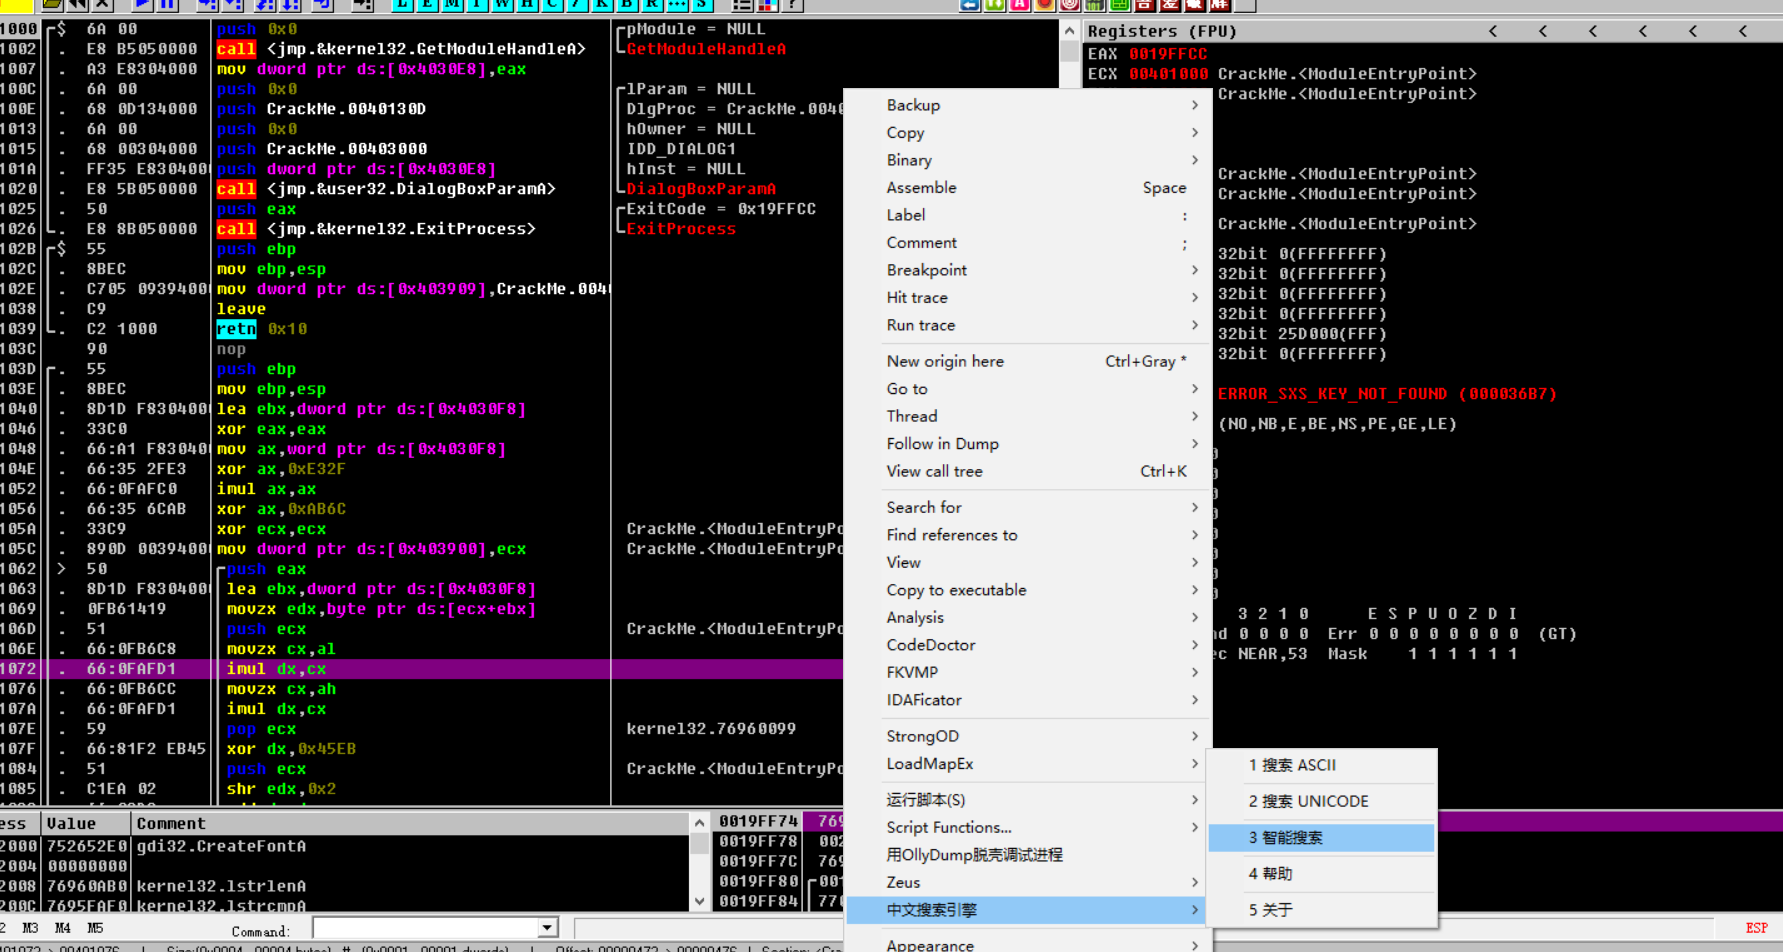 L E M T W H C / K B R ... S
1000 $ 6A 00 push 0x0 pModule = NULL
1002 . E8 B5050000 call <jmp.&kernel32.GetModuleHandleA> GetModuleHandleA
1007 . A3 E8304000 mov dword ptr ds:[0x4030E8],eax
100C . 6A 00 push 0x0 lParam = NULL
100E . 68 0D134000 push CrackMe.0040130D DlgProc = CrackMe.004
1013 . 6A 00 push 0x0 hOwner = NULL
1015 . 68 00304000 push CrackMe.00403000 IDD_DIALOG1
101A . FF35 E830400 push dword ptr ds:[0x4030E8] hInst = NULL
1020 . E8 5B050000 call <jmp.&user32.DialogBoxParamA> DialogBoxParamA
1025 . 50 push eax ExitCode = 0x19FFCC
1026 . E8 8B050000 call <jmp.&kernel32.ExitProcess> ExitProcess
102B $ 55 push ebp
102C . 8BEC mov ebp,esp
102E . C705 0939400 mov dword ptr ds:[0x403909],CrackMe.004
1038 . C9 leave
1039 . C2 1000 retn 0x10
103C 90 nop
103D . 55 push ebp
103E . 8BEC mov ebp,esp
1040 . 8D1D F830400 lea ebx,dword ptr ds:[0x4030F8]
1046 . 33C0 xor eax,eax
1048 . 66:A1 F83040 mov ax,word ptr ds:[0x4030F8]
104E . 66:35 2FE3 xor ax,0xE32F
1052 . 66:0FAFC0 imul ax,ax
1056 . 66:35 6CAB xor ax,0xAB6C
105A . 33C9 xor ecx,ecx CrackMe.<ModuleEntryPo
105C . 890D 0039400 mov dword ptr ds:[0x403900],ecx CrackMe.<ModuleEntryPo
1062 > 50 push eax
1063 . 8D1D F830400 lea ebx,dword ptr ds:[0x4030F8]
1069 . 0FB61419 movzx edx,byte ptr ds:[ecx+ebx]
106D . 51 push ecx CrackMe.<ModuleEntryPo
106E . 66:0FB6C8 movzx cx,al
1072 . 66:0FAFD1 imul dx,cx
1076 . 66:0FB6CC movzx cx,ah
107A . 66:0FAFD1 imul dx,cx
107E . 59 pop ecx kernel32.76960099
107F . 66:81F2 EB45 xor dx,0x45EB
1084 . 51 push ecx CrackMe.<ModuleEntryPo
1085 . C1EA 02 shr edx,0x2
Registers (FPU) < < < < < <
EAX 0019FFCC
ECX 00401000 CrackMe.<ModuleEntryPoint>
CrackMe.<ModuleEntryPoint>
CrackMe.<ModuleEntryPoint>
CrackMe.<ModuleEntryPoint>
CrackMe.<ModuleEntryPoint>
32bit 0(FFFFFFFF)
32bit 0(FFFFFFFF)
32bit 0(FFFFFFFF)
32bit 0(FFFFFFFF)
32bit 25D000(FFF)
32bit 0(FFFFFFFF)
ERROR_SXS_KEY_NOT_FOUND (000036B7)
(NO,NB,E,BE,NS,PE,GE,LE)
3 2 1 0 E S P U O Z D I
nd 0 0 0 0 Err 0 0 0 0 0 0 0 0 (GT)
ec NEAR,53 Mask 1 1 1 1 1 1
Backup
Copy
Binary
Assemble Space
Label :
Comment ;
Breakpoint
Hit trace
Run trace
New origin here Ctrl+Gray *
Go to
Thread
Follow in Dump
View call tree Ctrl+K
Search for
Find references to
View
Copy to executable
Analysis
CodeDoctor
FKVMP
IDAFicator
StrongOD
LoadMapEx
运行脚本(S)
Script Functions...
用OllyDump脱壳调试进程
Zeus
中文搜索引擎
Appearance
1 搜索 ASCII
2 搜索 UNICODE
3 智能搜索
4 帮助
5 关于
ess Value Comment
2000 752652E0 gdi32.CreateFontA
2004 00000000
2008 76960AB0 kernel32.lstrlenA
200C 7695FAF0 kernel32.lstrcmpA
0019FF74 769
0019FF78 002
0019FF7C 769
0019FF80 001
0019FF84 770
2 M3 M4 M5 Command: ESP